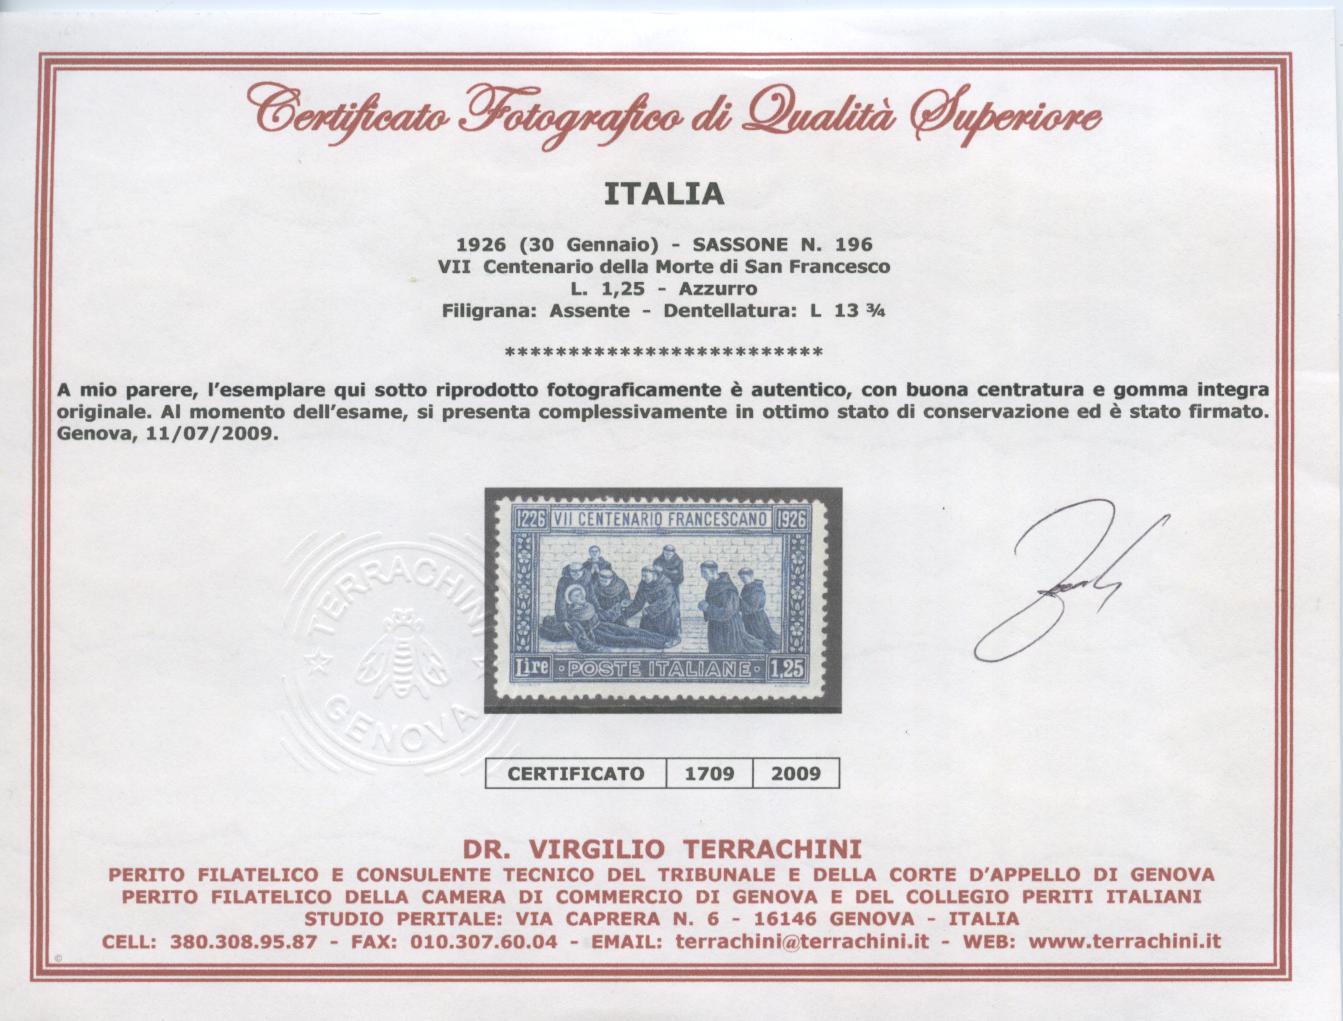 Certificato Fotografico di Qualità Superiore
ITALIA
1926 (30 Gennaio) - SASSONE N. 196
VII Centenario della Morte di San Francesco
L. 1,25 - Azzurro
Filigrana: Assente - Dentellatura: L 13 ¾
*************************
A mio parere, l'esemplare qui sotto riprodotto fotograficamente è autentico, con buona centratura e gomma integra
originale. Al momento dell'esame, si presenta complessivamente in ottimo stato di conservazione ed è stato firmato.
Genova, 11/07/2009.
1226 VII CENTENARIO FRANCESCANO 1926
Lire · POSTE ITALIANE · 1,25
TERRACHINI
GENOVA
CERTIFICATO 1709 2009
DR. VIRGILIO TERRACHINI
PERITO FILATELICO E CONSULENTE TECNICO DEL TRIBUNALE E DELLA CORTE D'APPELLO DI GENOVA
PERITO FILATELICO DELLA CAMERA DI COMMERCIO DI GENOVA E DEL COLLEGIO PERITI ITALIANI
STUDIO PERITALE: VIA CAPRERA N. 6 - 16146 GENOVA - ITALIA
CELL: 380.308.95.87 - FAX: 010.307.60.04 - EMAIL: terrachini@terrachini.it - WEB: www.terrachini.it
©